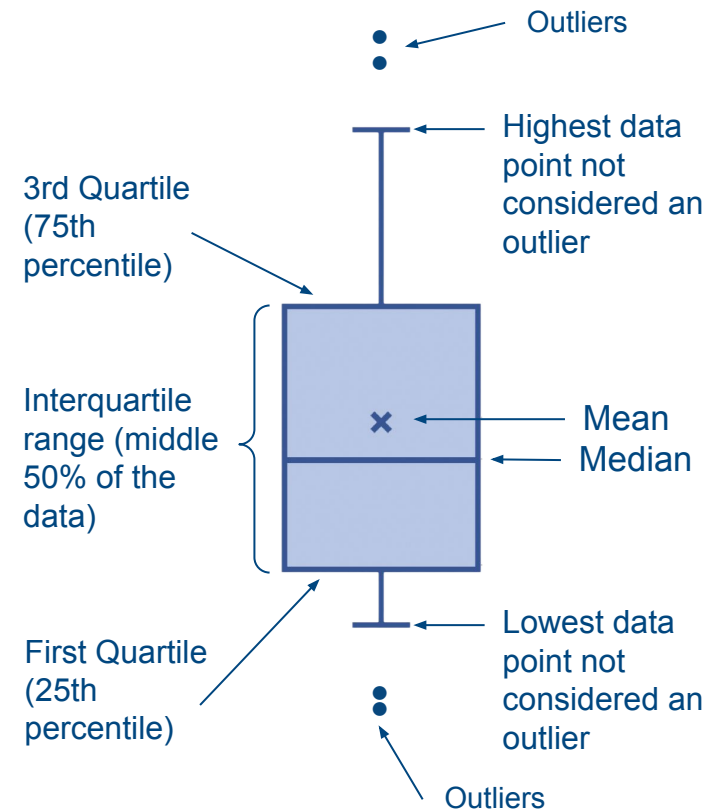 Outliers
Highest data
point not
considered an
outlier
3rd Quartile
(75th
percentile)
Interquartile
range (middle
50% of the
data)
Mean
Median
First Quartile
(25th
percentile)
Lowest data
point not
considered an
outlier
Outliers